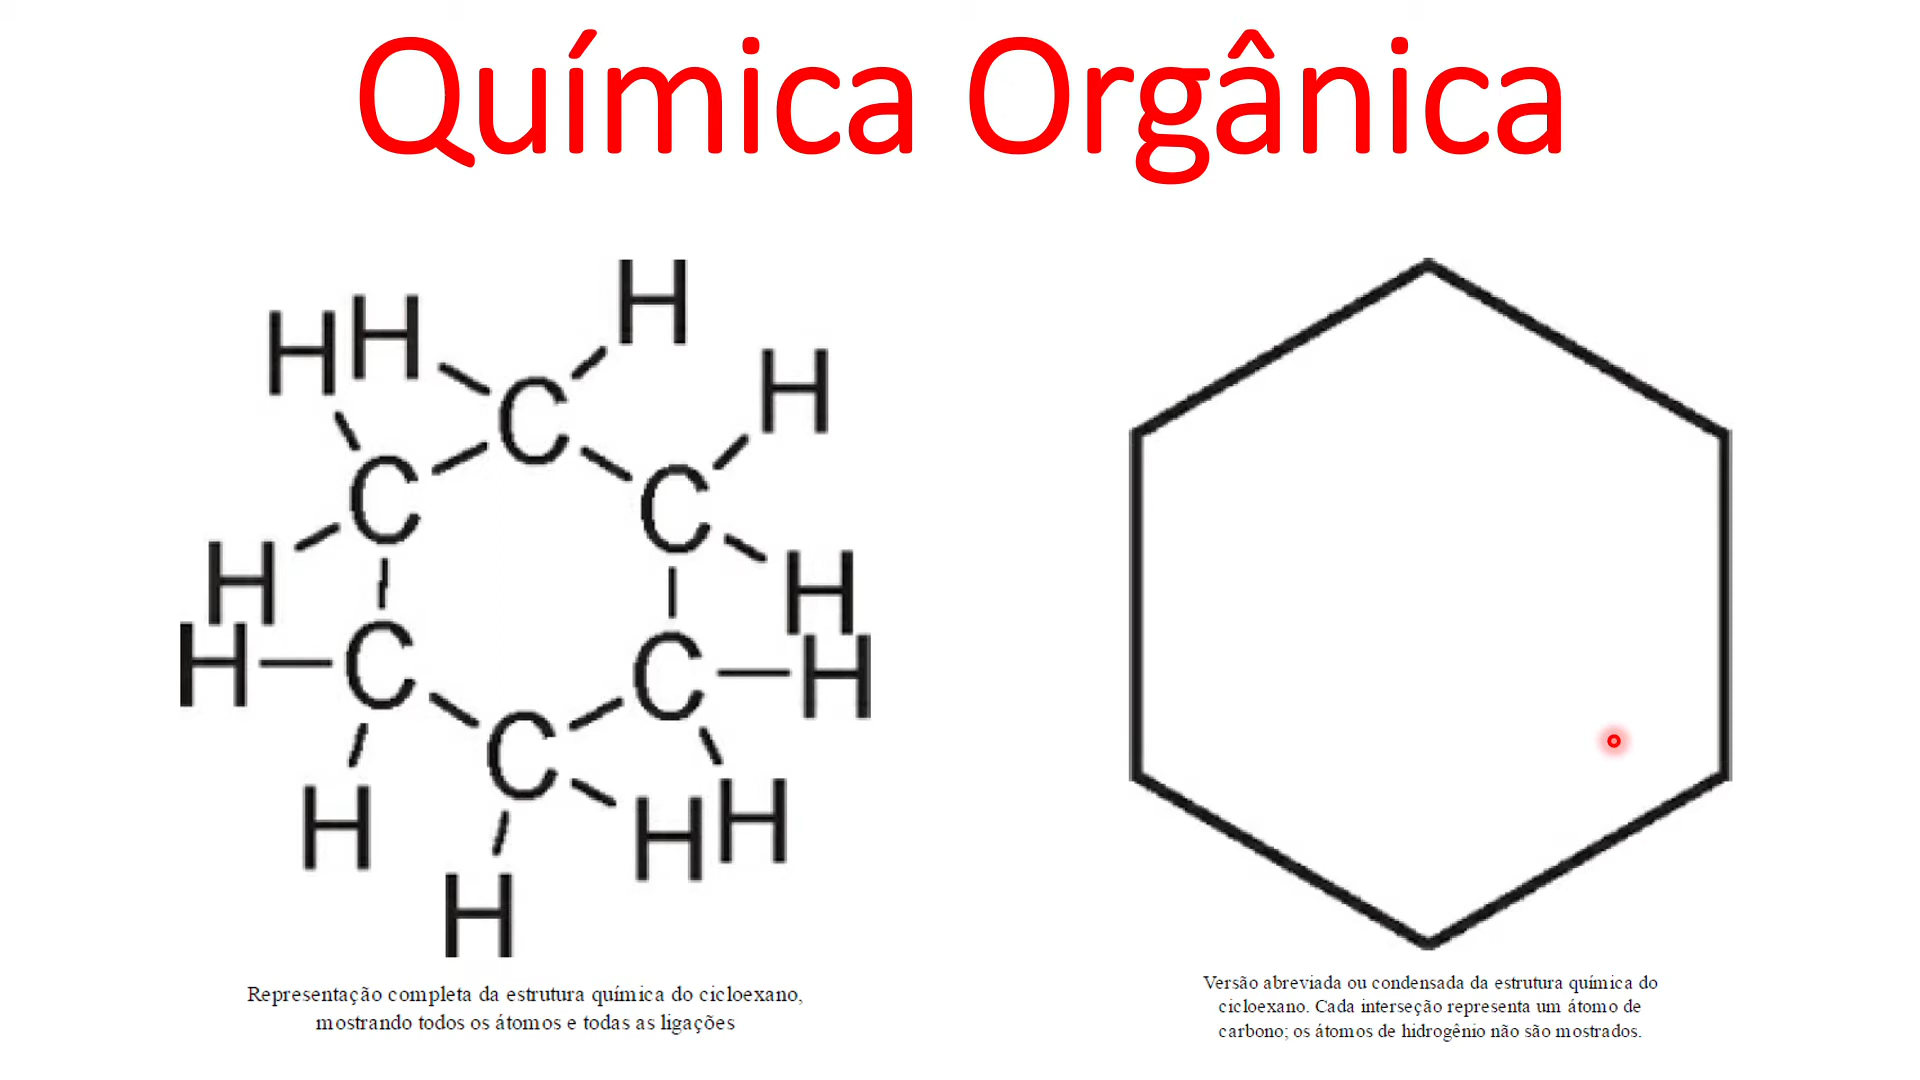 Química Orgânica
H
H H
H
C
C
C
H
H
H C C H
C
H H H
H
Representação completa da estrutura química do cicloexano,
mostrando todos os átomos e todas as ligações
Versão abreviada ou condensada da estrutura química do
cicloexano. Cada interseção representa um átomo de
carbono; os átomos de hidrogênio não são mostrados.